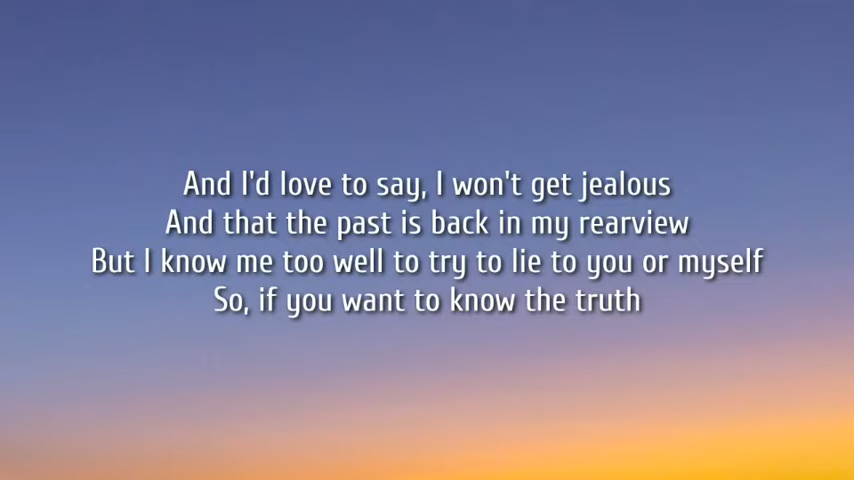 And I'd love to say, I won't get jealous
And that the past is back in my rearview
But I know me too well to try to lie to you or myself
So, if you want to know the truth